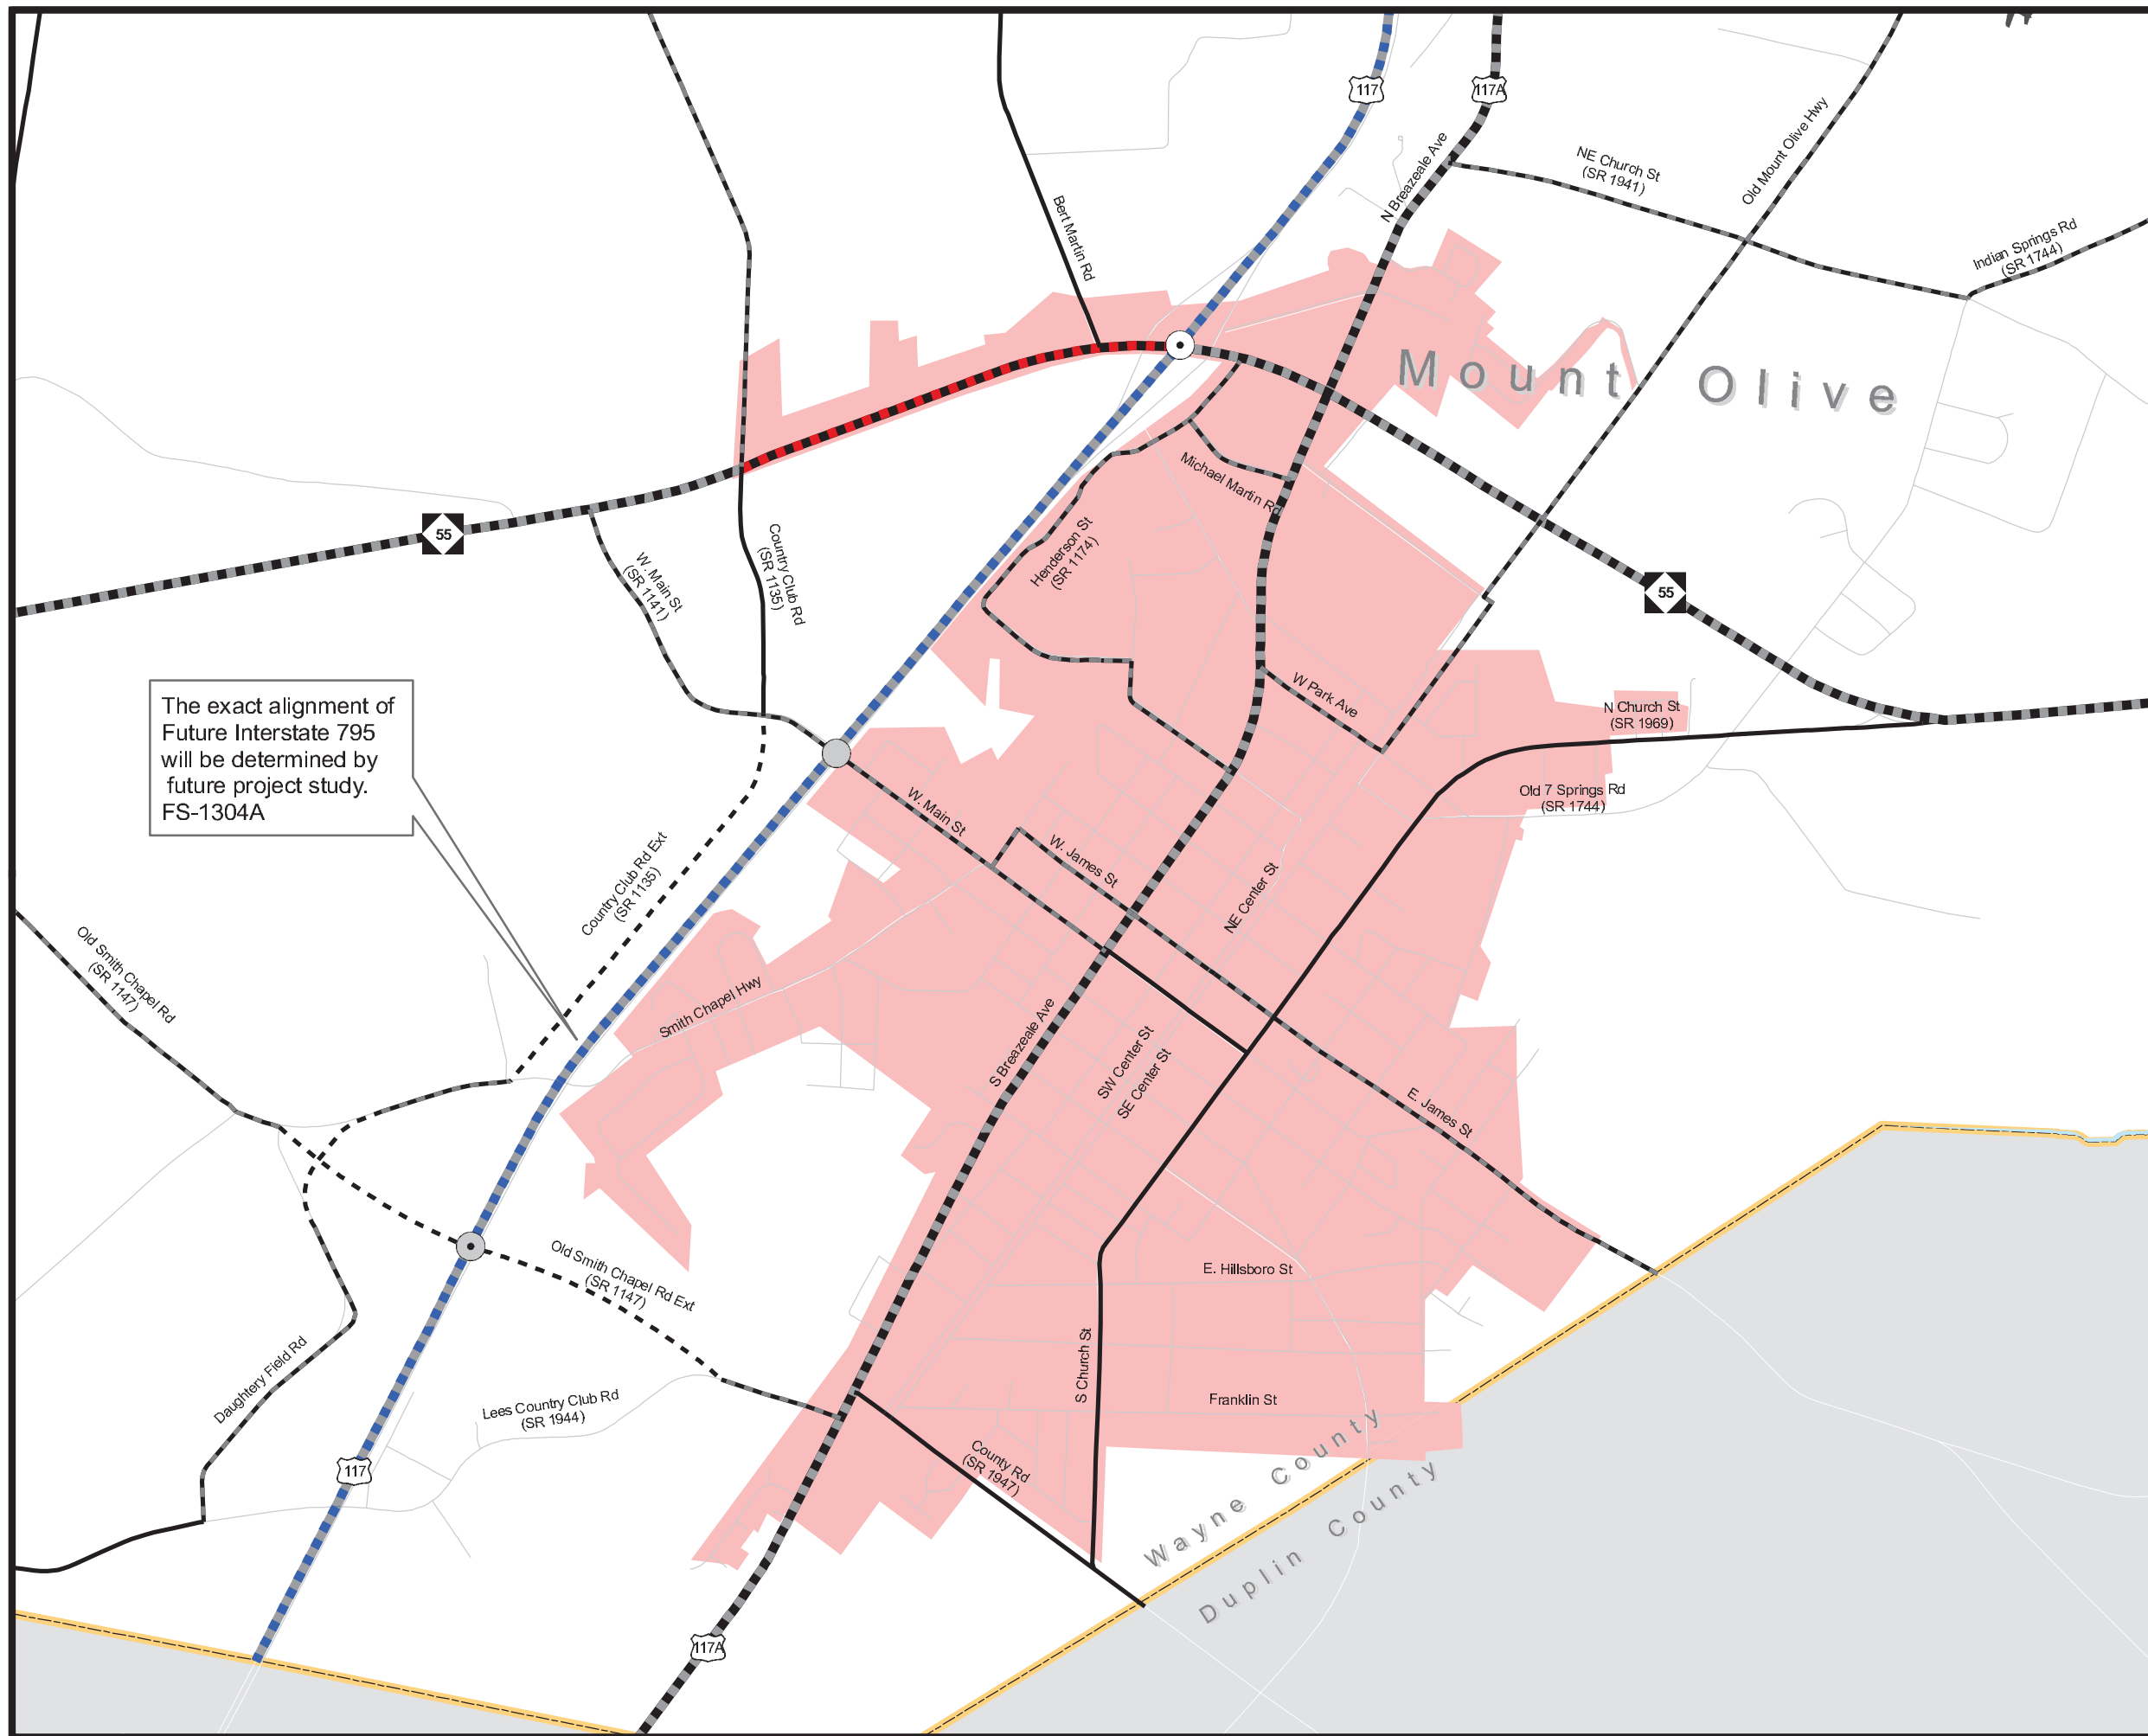 117
117A
N Breazeale Ave
NE Church St
(SR 1941)
Old Mount Olive Hwy
Indian Springs Rd
(SR 1744)
Bert Martin Rd
Mount Olive
Michael Martin Rd
55
Henderson St
(SR 1174)
Country Club Rd
(SR 1135)
W. Main St
(SR 1141)
55
The exact alignment of
Future Interstate 795
will be determined by
future project study.
FS-1304A
W Park Ave
N Church St
(SR 1969)
Old 7 Springs Rd
(SR 1744)
W. Main St
W. James St
Country Club Rd Ext
(SR 1135)
NE Center St
Old Smith Chapel Rd
(SR 1147)
Smith Chapel Hwy
S Breazeale Ave
SW Center St
SE Center St
E. James St
Old Smith Chapel Rd Ext
(SR 1147)
E. Hillsboro St
Daughtery Field Rd
S Church St
Lees Country Club Rd
(SR 1944)
Franklin St
117
County Rd
(SR 1947)
Wayne County
Duplin County
117A